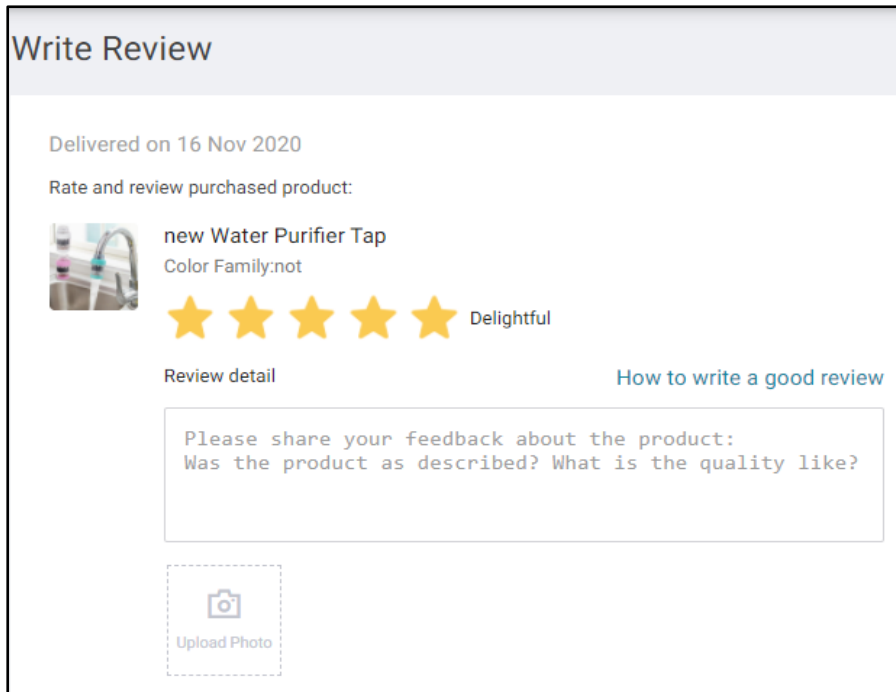 Write Review
Delivered on 16 Nov 2020
Rate and review purchased product:
new Water Purifier Tap
Color Family:not
Delightful
Review detail
How to write a good review
Please share your feedback about the product:
Was the product as described? What is the quality like?
Upload Photo